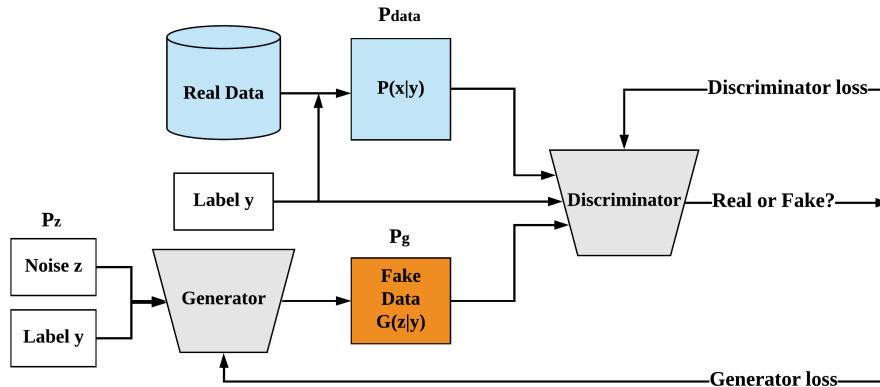 Pdata
Real Data
P(x|y)
Discriminator loss
Label y
Discriminator
Real or Fake?
Pz
Noise z
Label y
Generator
Pg
Fake
Data
G(z|y)
Generator loss